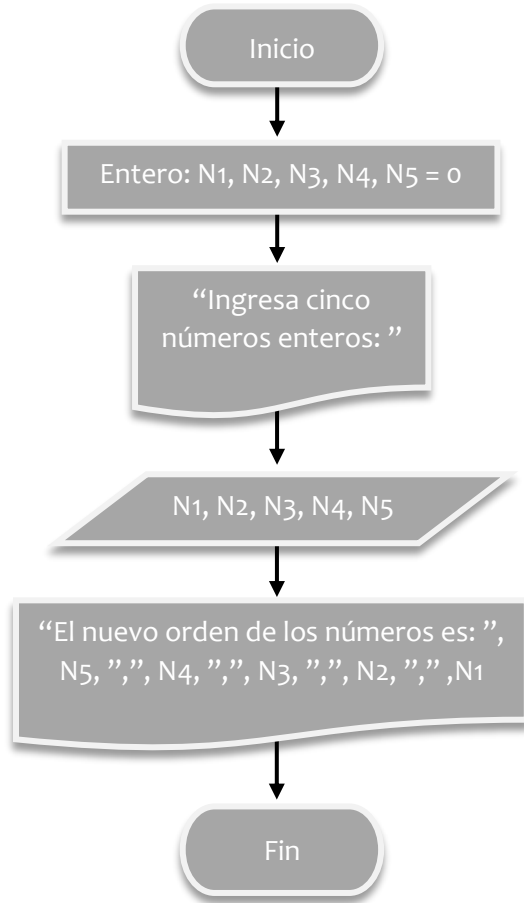 Inicio
Entero: N1, N2, N3, N4, N5 = 0
“Ingresa cinco
números enteros: ”
N1, N2, N3, N4, N5
“El nuevo orden de los números es: ”,
N5, ”,”, N4, ”,”, N3, ”,”, N2, ”,” ,N1
Fin